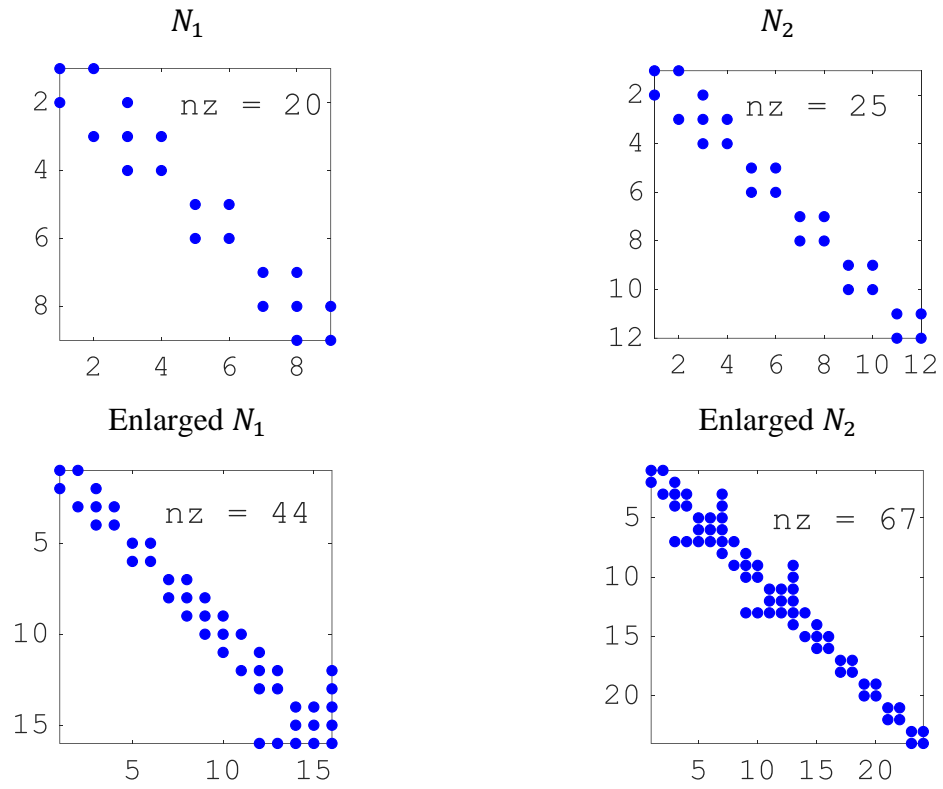 N₁
N₂
nz = 20
2
4
6
8
2 4 6 8
nz = 25
2
4
6
8
10
12
2 4 6 8 10 12
Enlarged N₁
Enlarged N₂
nz = 44
5
10
15
5 10 15
nz = 67
5
10
15
20
5 10 15 20